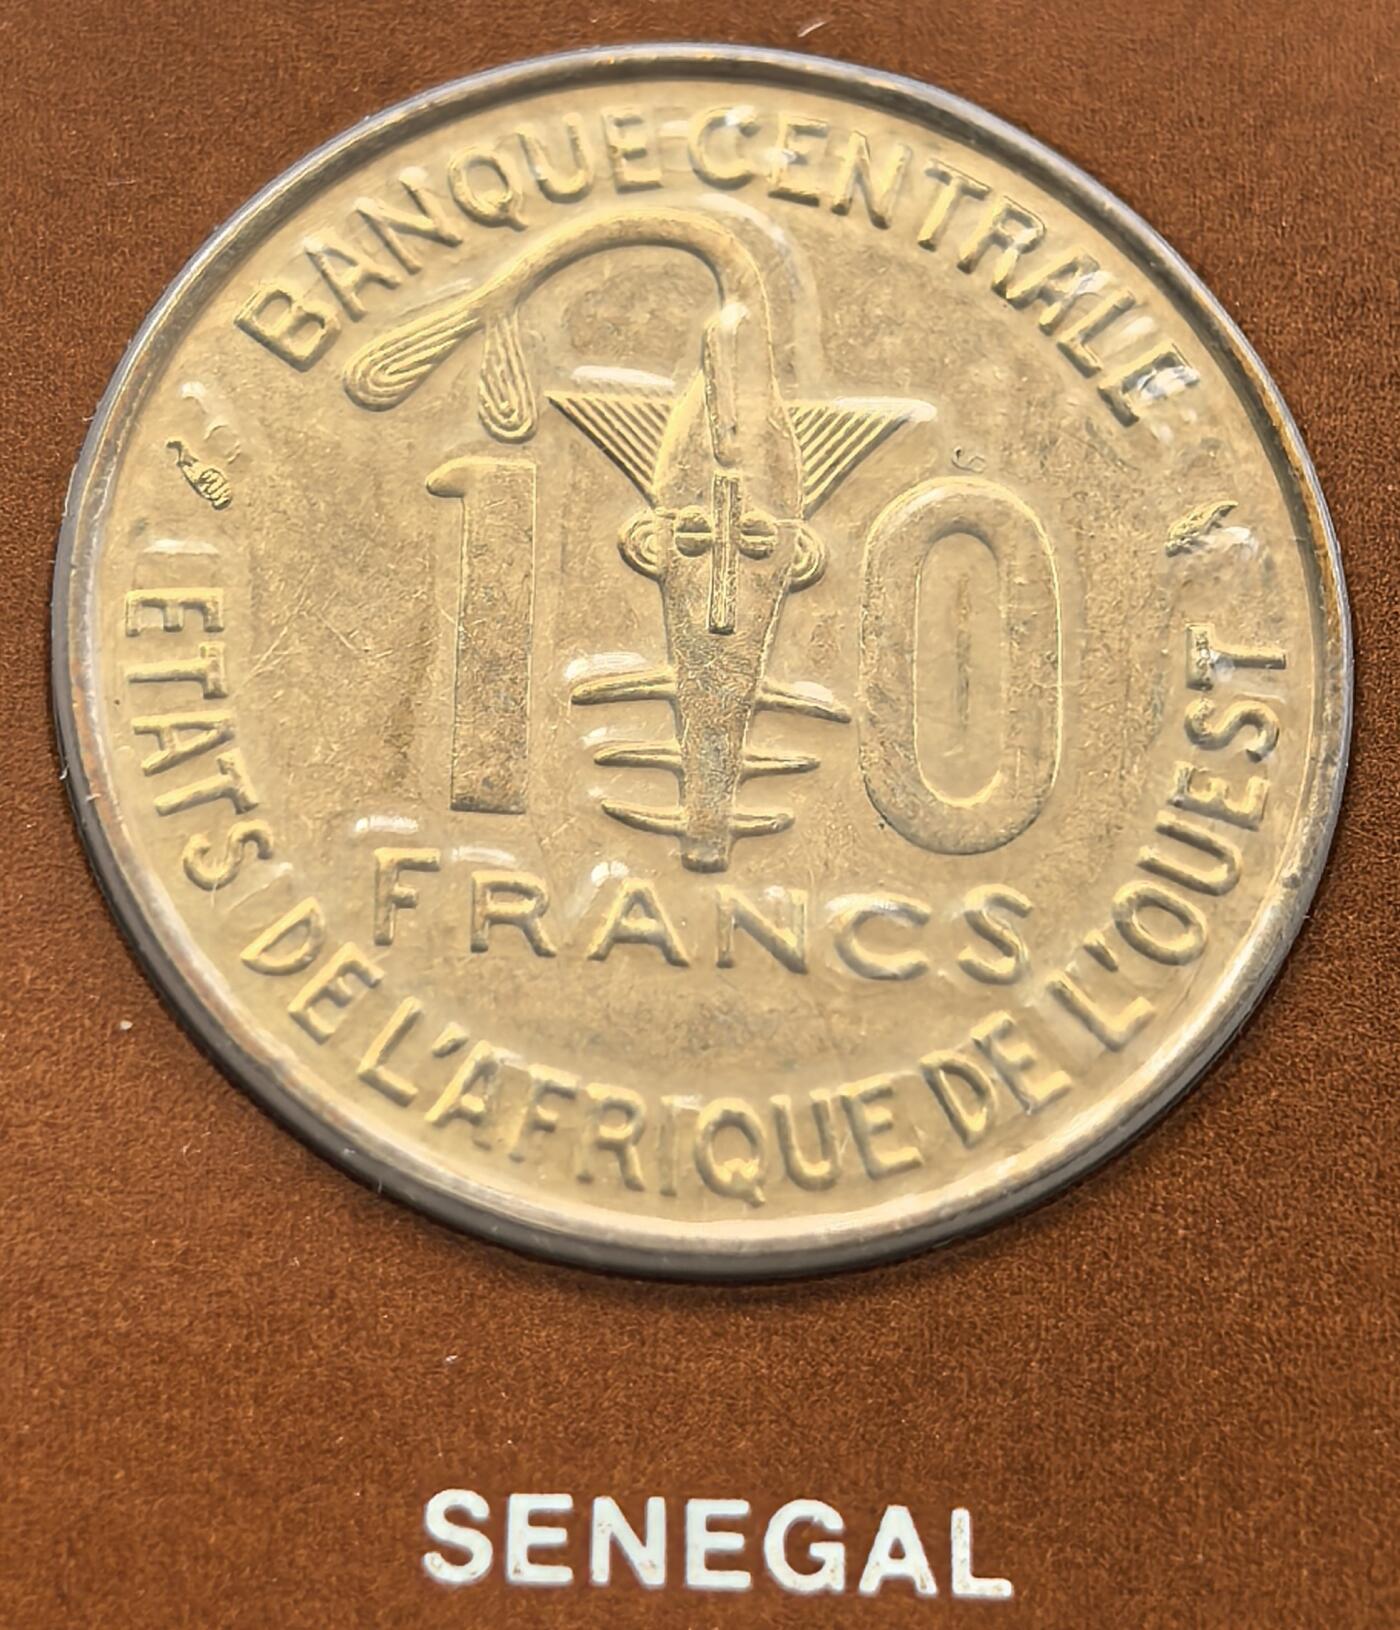 BANQUE CENTRALE
10
FRANCS
ETATS DE L'AFRIQUE DE L'OUEST
SENEGAL